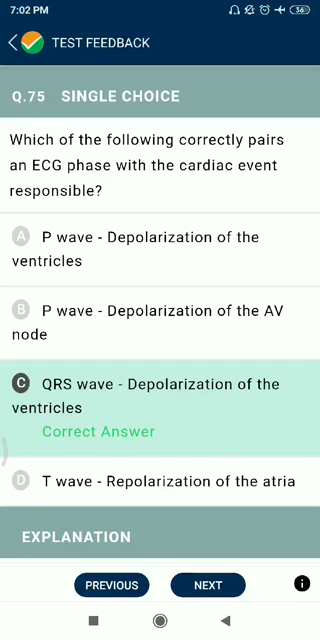 7:02 PM
36
TEST FEEDBACK
Q.75 SINGLE CHOICE
Which of the following correctly pairs
an ECG phase with the cardiac event
responsible?
A P wave - Depolarization of the
ventricles
B P wave - Depolarization of the AV
node
C QRS wave - Depolarization of the
ventricles
Correct Answer
D T wave - Repolarization of the atria
EXPLANATION
PREVIOUS NEXT